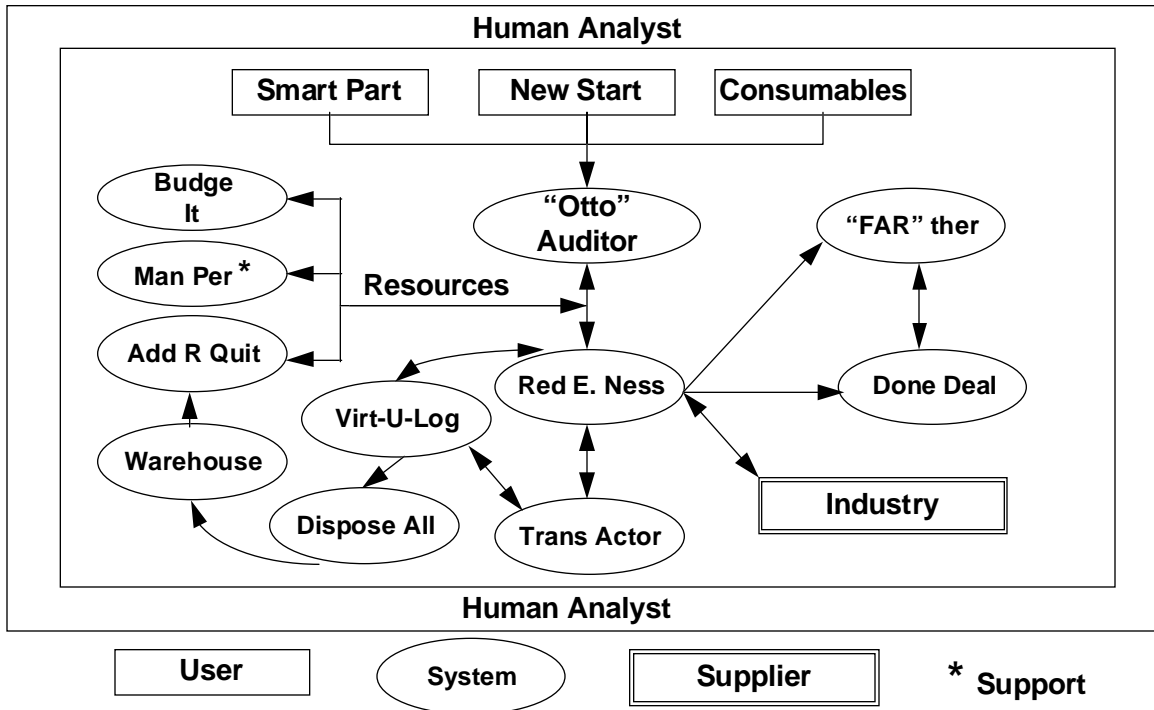 Human Analyst
Smart Part
New Start
Consumables
Budge
It
“Otto”
Auditor
“FAR” ther
Man Per *
Resources
Add R Quit
Red E. Ness
Done Deal
Virt-U-Log
Warehouse
Industry
Dispose All
Trans Actor
Human Analyst
User
System
Supplier
* Support